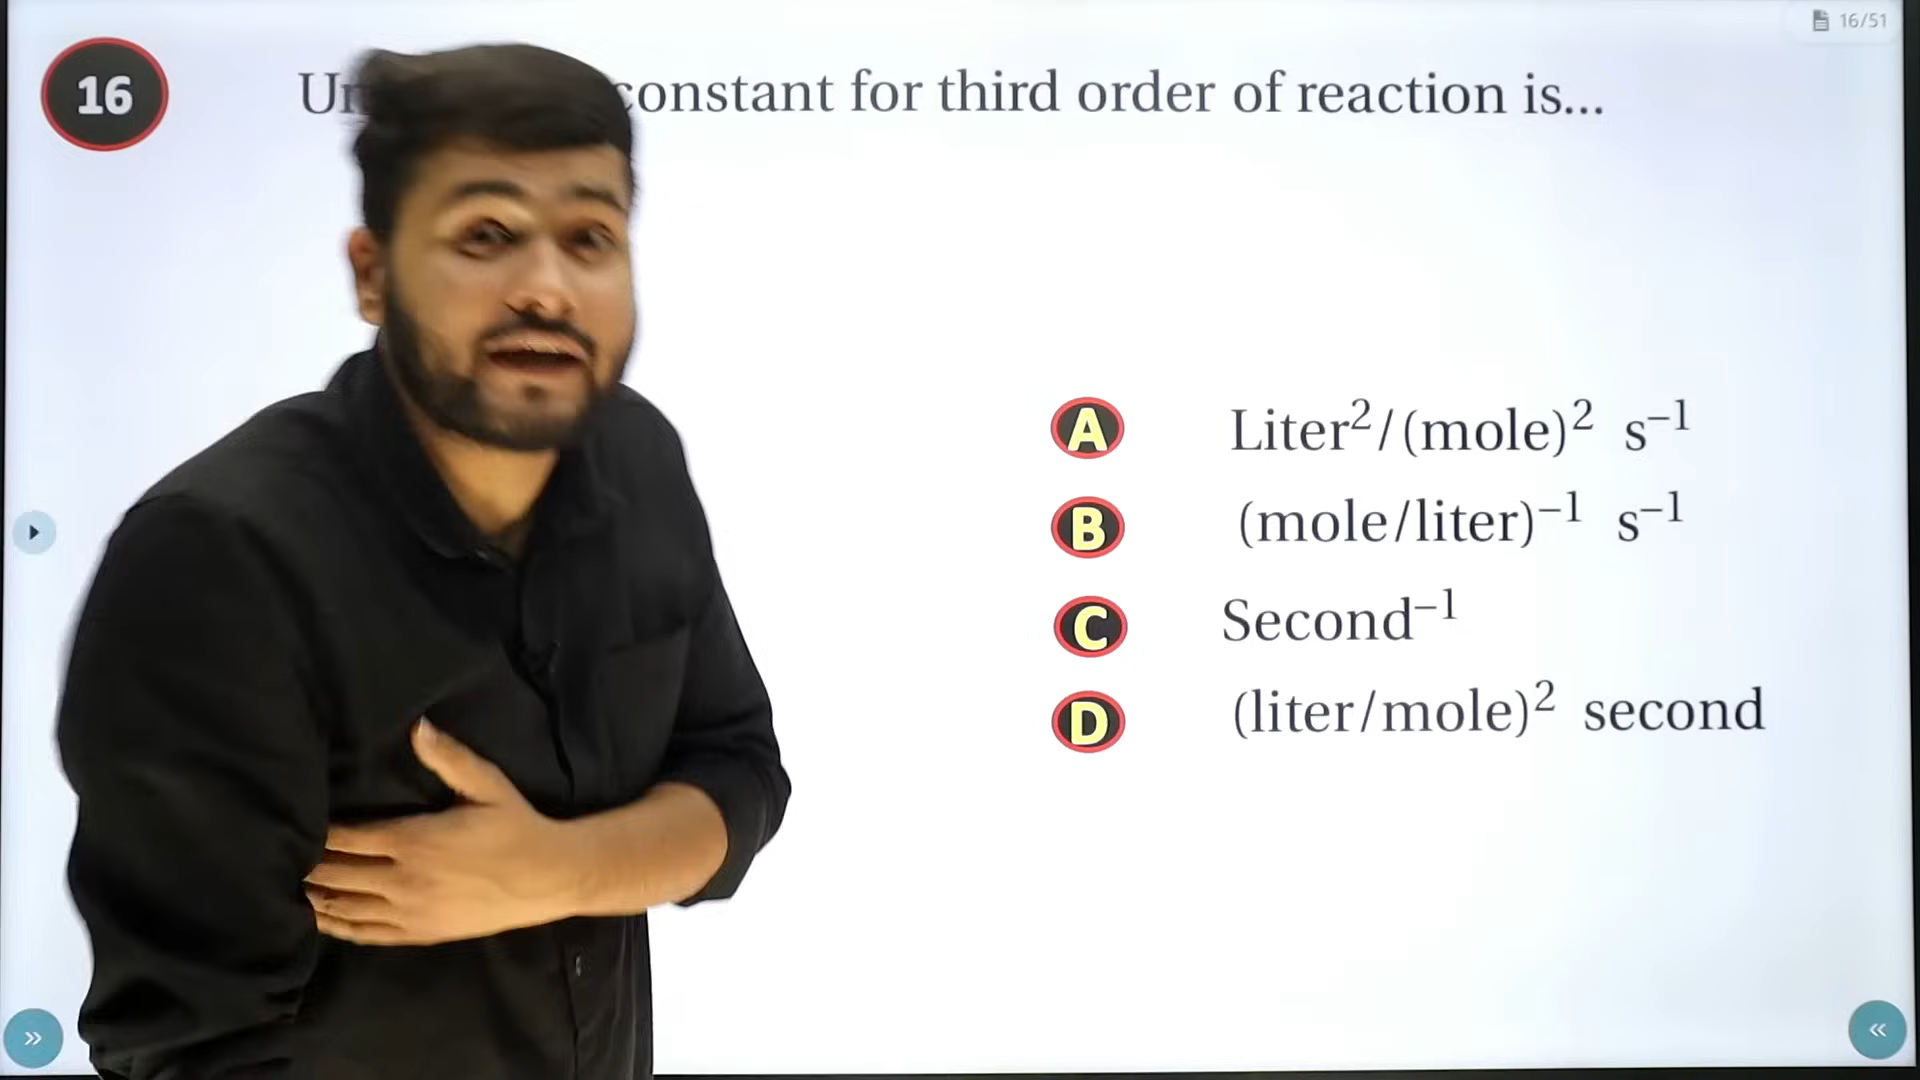 16/51
16 constant for third order of reaction is...
A Liter²/(mole)² s⁻¹
B (mole/liter)⁻¹ s⁻¹
C Second⁻¹
D (liter/mole)² second